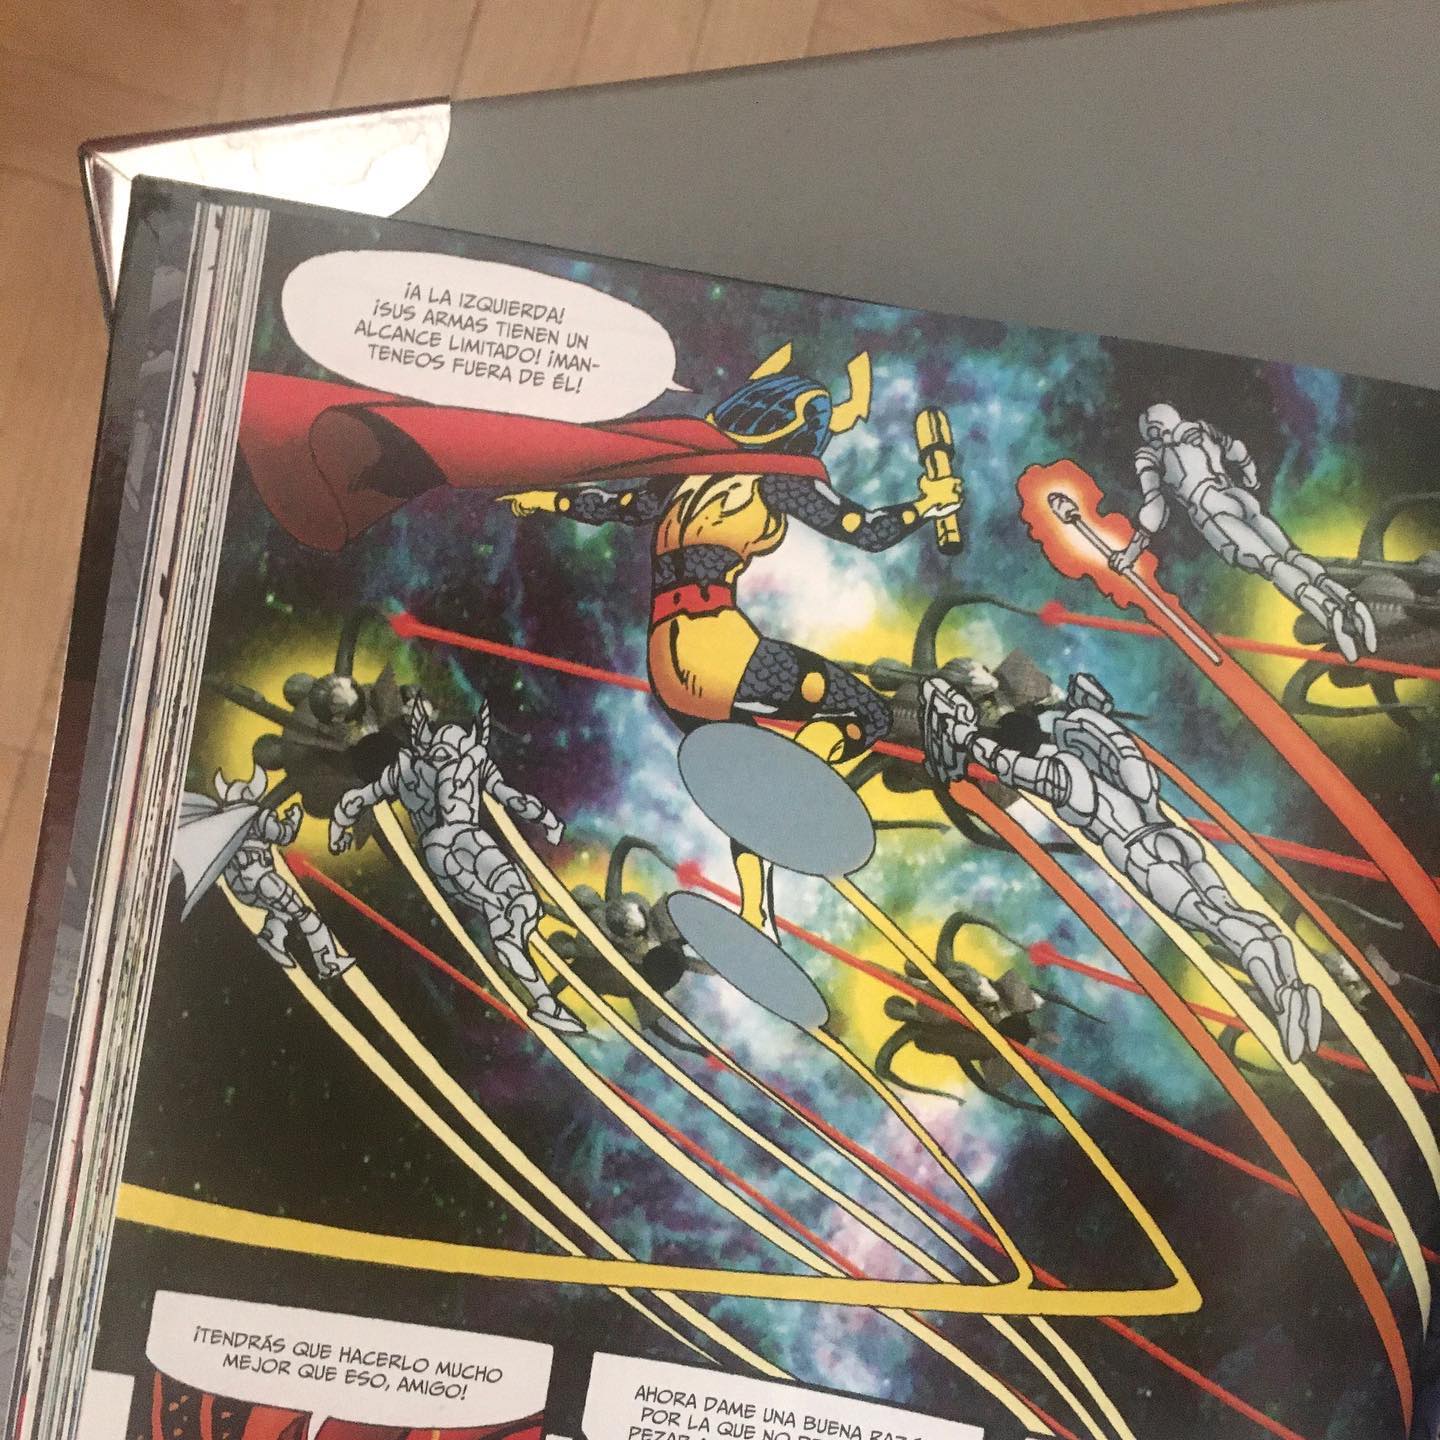 ¡A LA IZQUIERDA!
¡SUS ARMAS TIENEN UN
ALCANCE LIMITADO! ¡MAN-
TENEOS FUERA DE ÉL!
¡TENDRÁS QUE HACERLO MUCHO
MEJOR QUE ESO, AMIGO!
AHORA DAME UNA BUENA
POR LA QUE NO